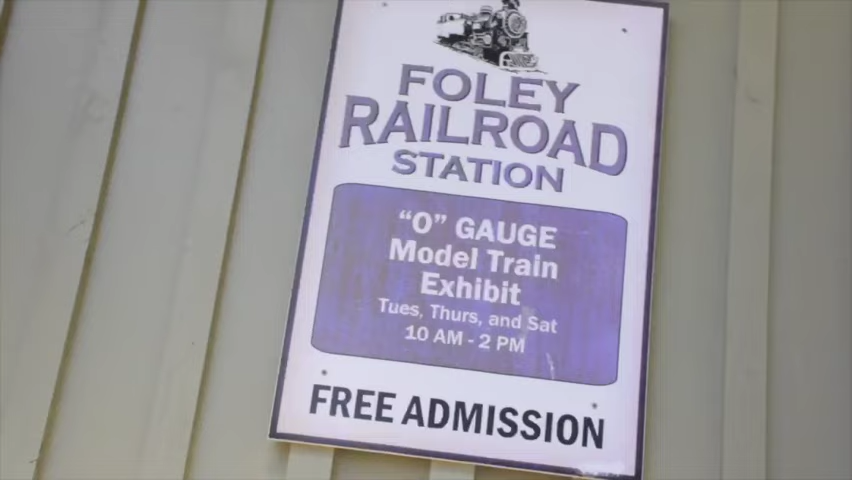 FOLEY
RAILROAD
STATION
“O” GAUGE
Model Train
Exhibit
Tues, Thurs, and Sat
10 AM - 2 PM
FREE ADMISSION